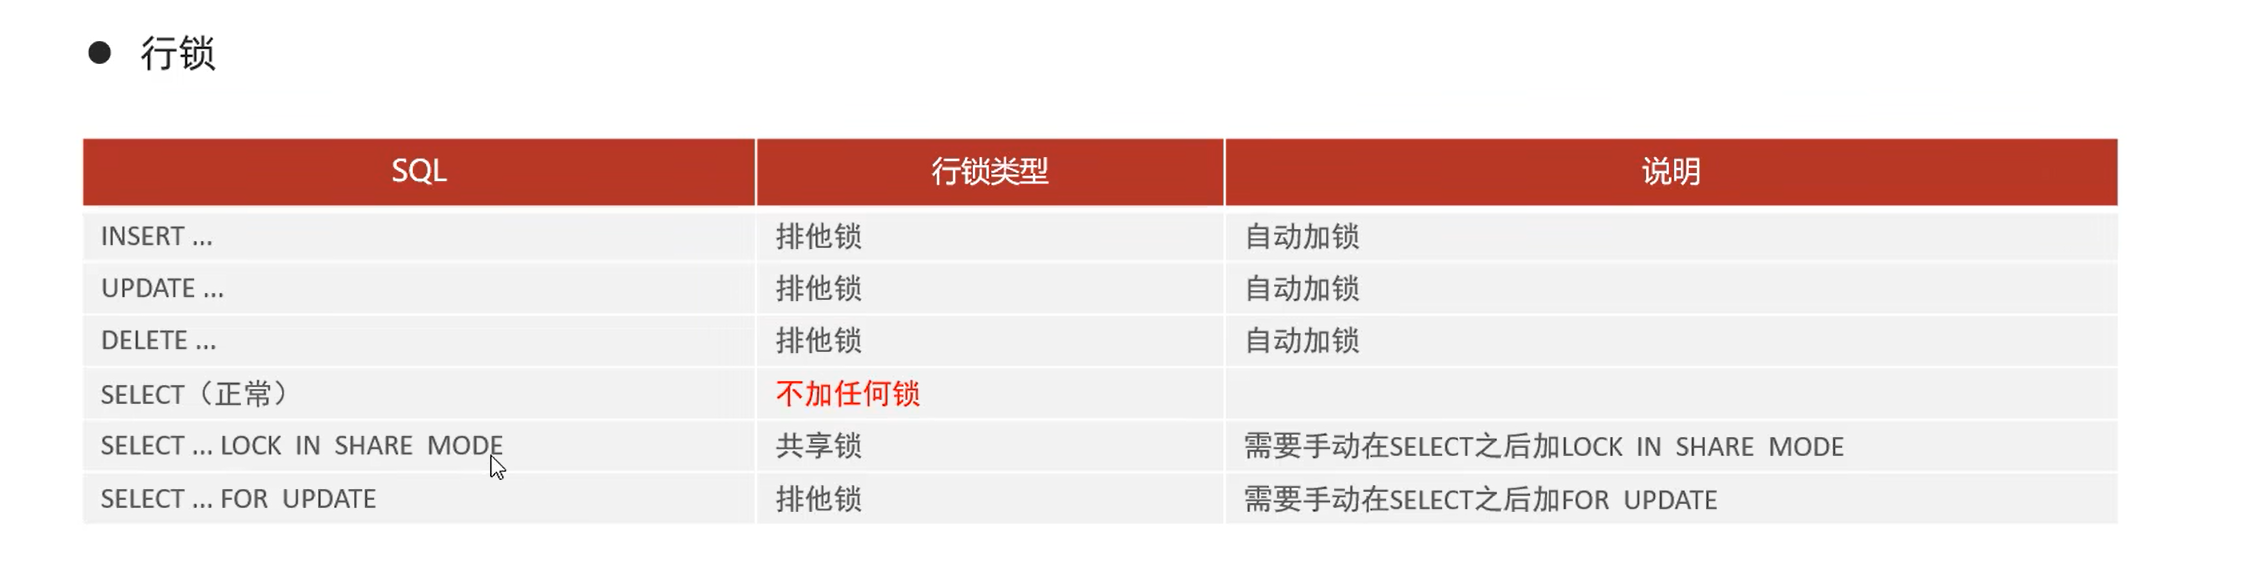 ● 行锁
SQL 行锁类型 说明
INSERT ... 排他锁 自动加锁
UPDATE ... 排他锁 自动加锁
DELETE ... 排他锁 自动加锁
SELECT（正常） 不加任何锁
SELECT ... LOCK IN SHARE MODE 共享锁 需要手动在SELECT之后加LOCK IN SHARE MODE
SELECT ... FOR UPDATE 排他锁 需要手动在SELECT之后加FOR UPDATE